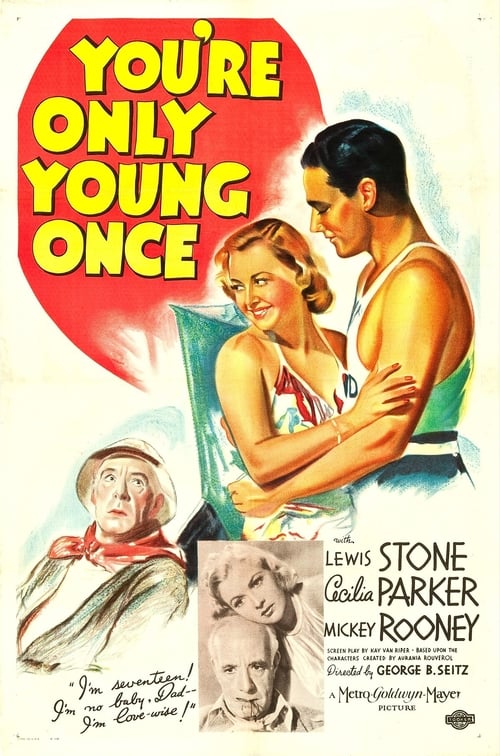 YOU'RE
ONLY
YOUNG
ONCE
with
LEWIS STONE
Cecilia PARKER
MICKEY ROONEY
SCREEN PLAY BY KAY VAN RIPER - BASED UPON THE
CHARACTERS CREATED BY AURANIA ROUVEROL
Directed by GEORGE B. SEITZ
A Metro-Goldwyn-Mayer
PICTURE
"I'm seventeen!
I'm no baby, Dad--
I'm love-wise!"